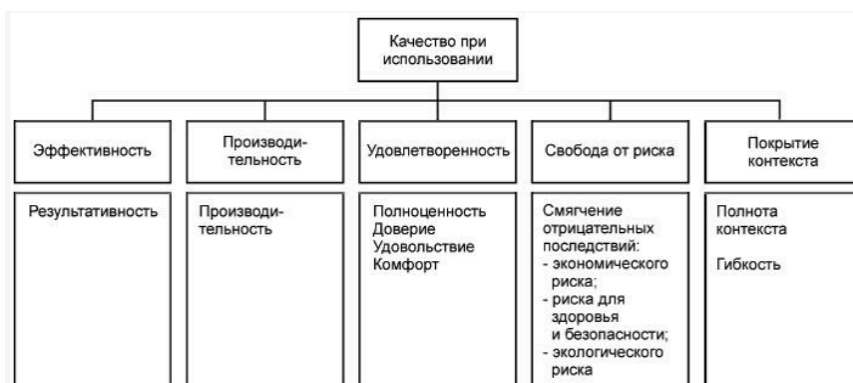 Качество при
использовании
Эффективность
Производи-
тельность
Удовлетворенность
Свобода от риска
Покрытие
контекста
Результативность
Производи-
тельность
Полноценность
Доверие
Удовольствие
Комфорт
Смягчение
отрицательных
последствий:
- экономического
риска;
- риска для
здоровья
и безопасности;
- экологического
риска
Полнота
контекста
Гибкость